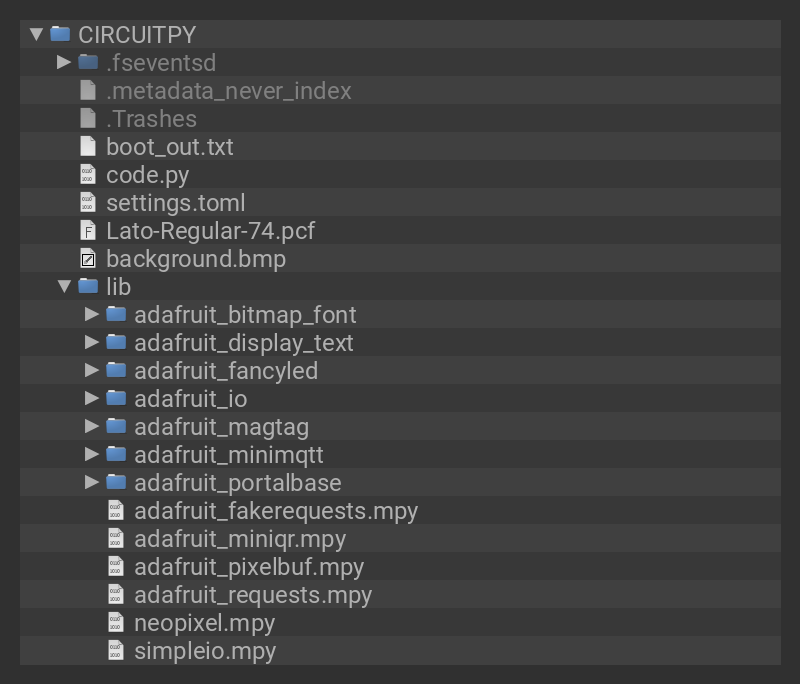 CIRCUITPY
.fseventsd
.metadata_never_index
.Trashes
boot_out.txt
code.py
settings.toml
Lato-Regular-74.pcf
background.bmp
lib
adafruit_bitmap_font
adafruit_display_text
adafruit_fancyled
adafruit_io
adafruit_magtag
adafruit_minimqtt
adafruit_portalbase
adafruit_fakerequests.mpy
adafruit_miniqr.mpy
adafruit_pixelbuf.mpy
adafruit_requests.mpy
neopixel.mpy
simpleio.mpy